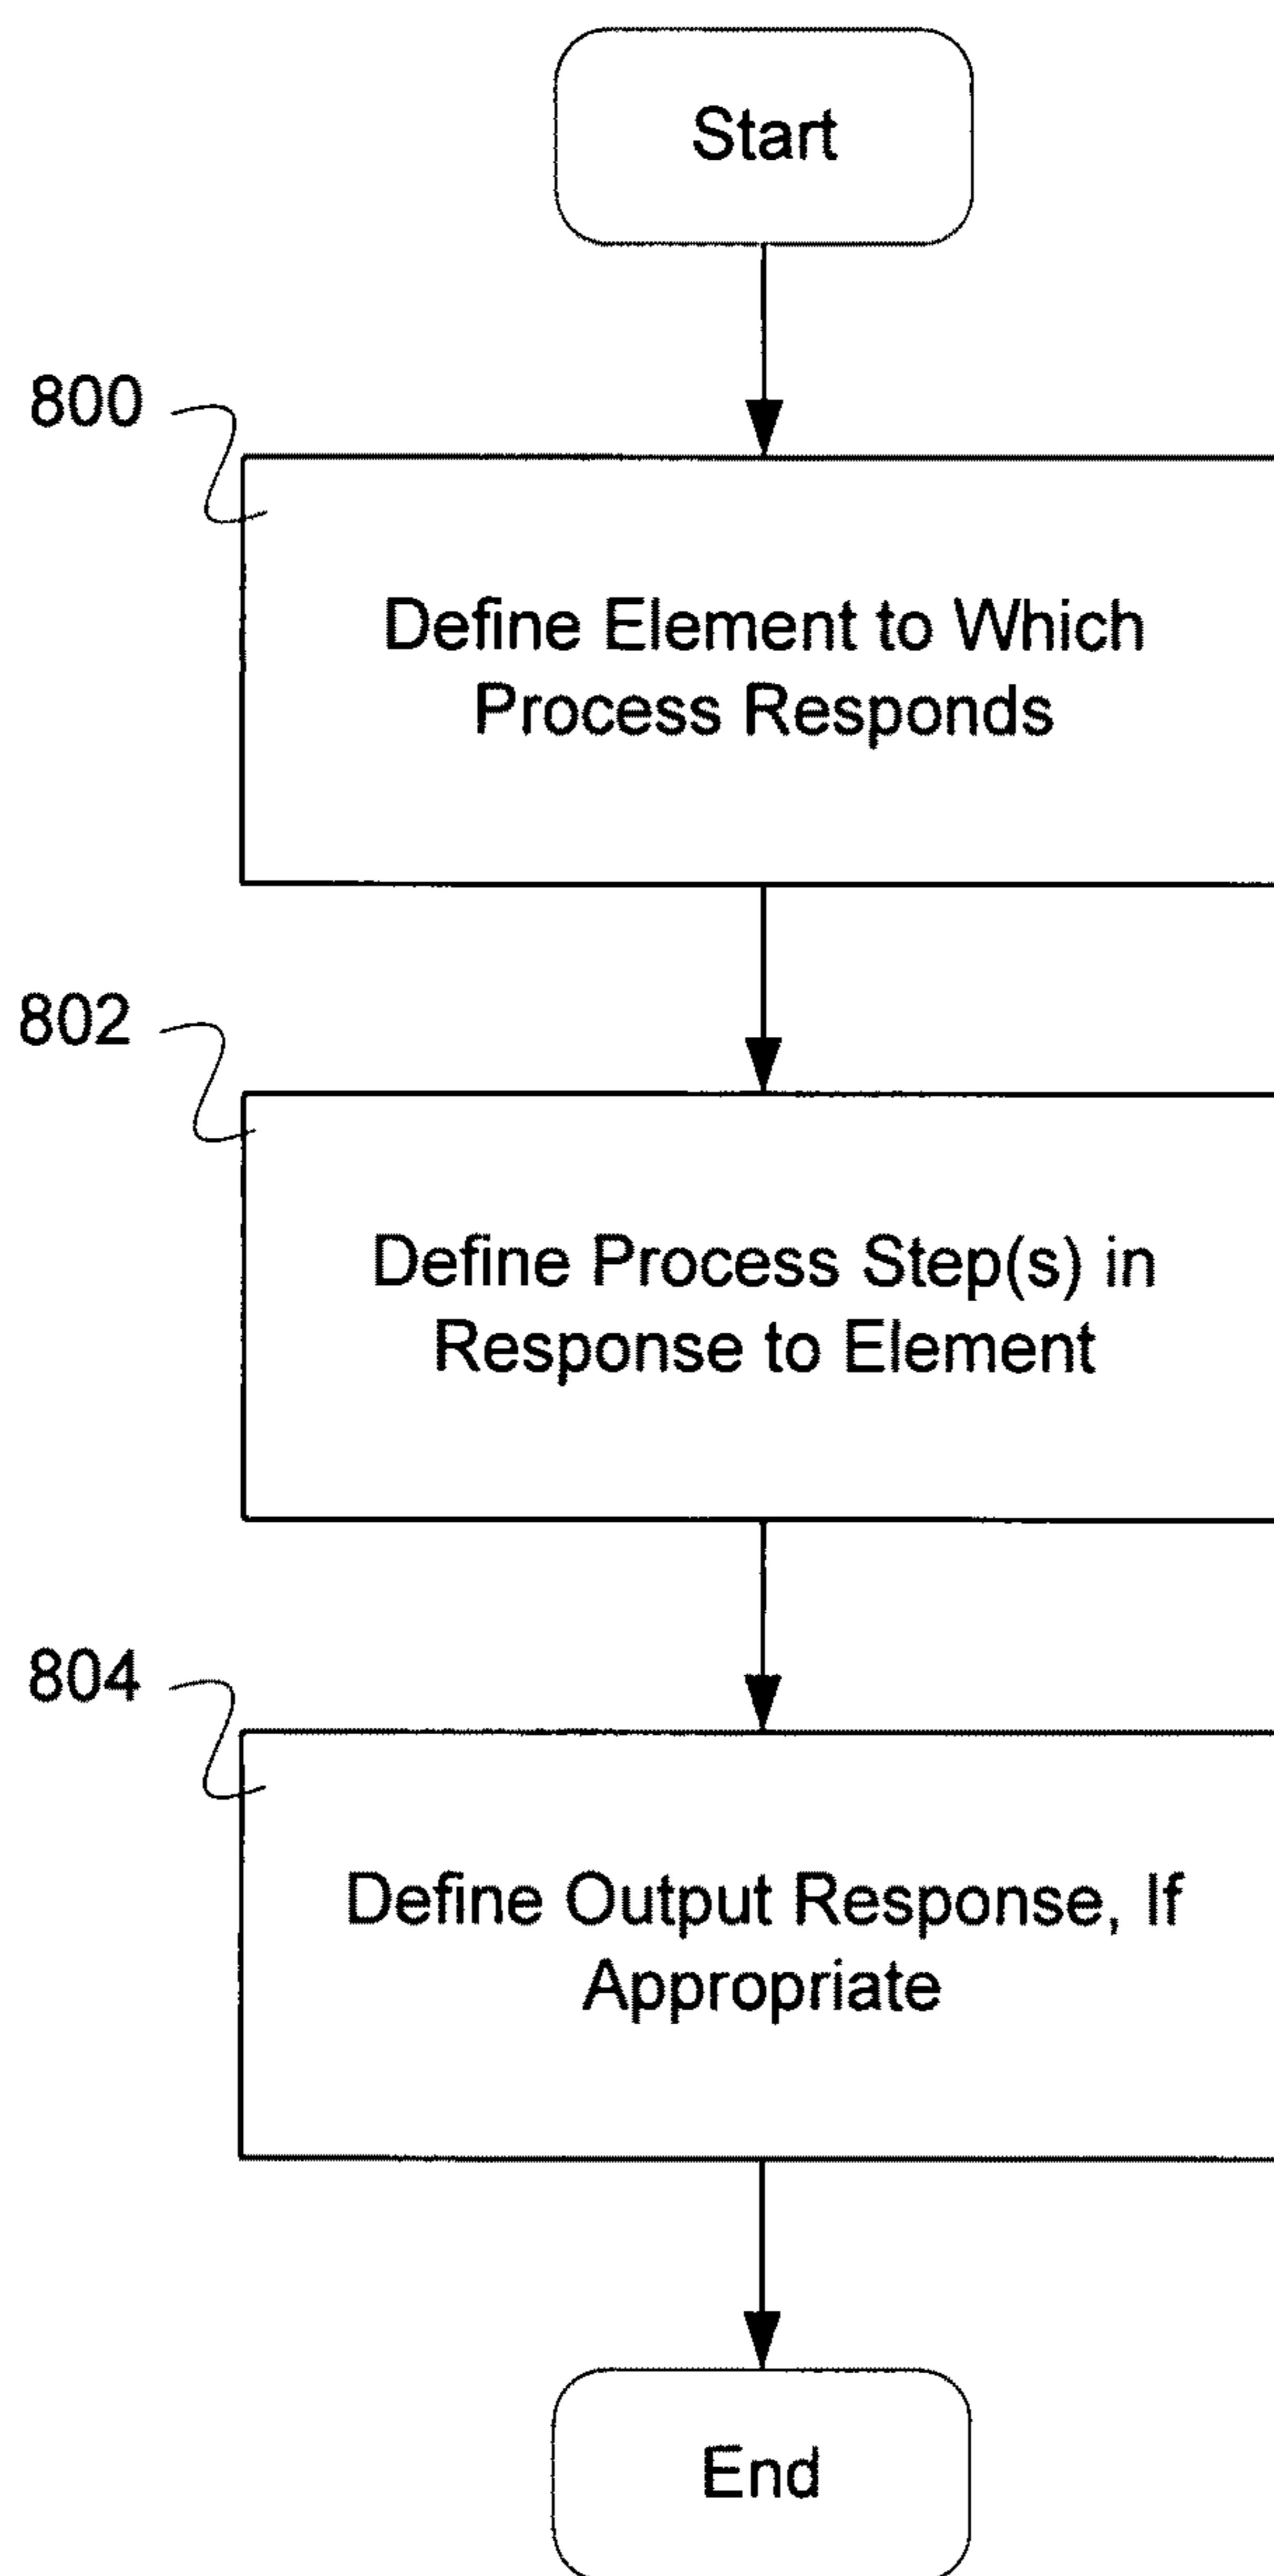 Start
800
Define Element to Which
Process Responds
802
Define Process Step(s) in
Response to Element
804
Define Output Response, If
Appropriate
End